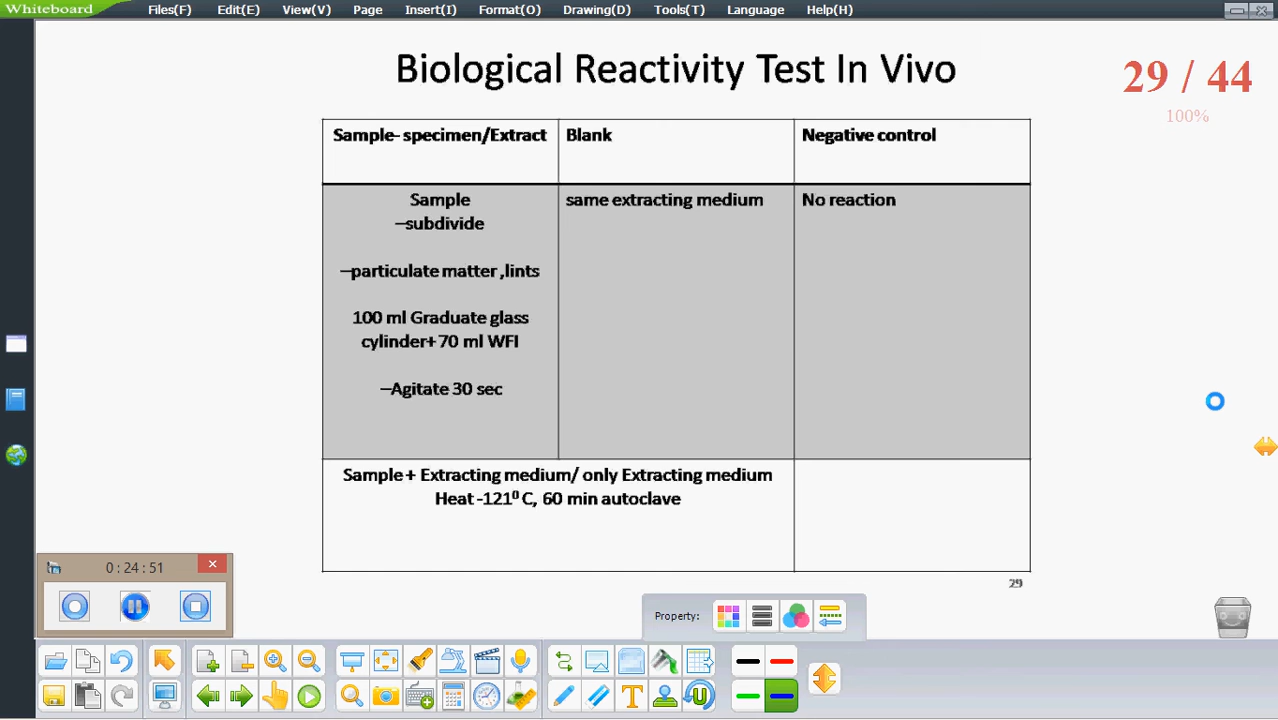 Whiteboard
Files(F) Edit(E) View(V) Page Insert(I) Format(O) Drawing(D) Tools(T) Language Help(H)
Biological Reactivity Test In Vivo
29 / 44
100%
Sample- specimen/Extract
Blank
Negative control
Sample
–subdivide
–particulate matter ,lints
100 ml Graduate glass
cylinder+ 70 ml WFI
–Agitate 30 sec
same extracting medium
No reaction
Sample + Extracting medium/ only Extracting medium
Heat -121⁰ C, 60 min autoclave
29
0:24:51
Property: